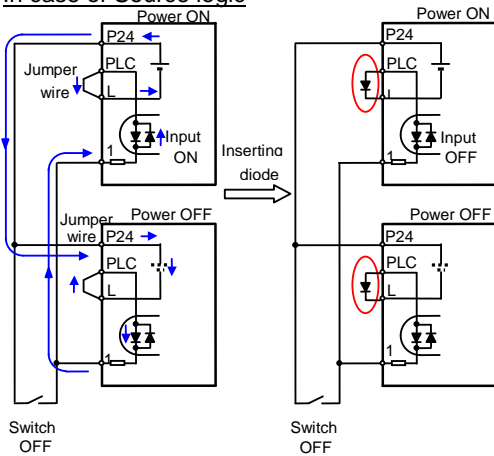 In case of Source logic
Power ON
P24
PLC
Jumper
wire
L
Input
ON
1
Power OFF
Jumper
wire
P24
PLC
L
1
Switch
OFF
Inserting
diode
Power ON
P24
PLC
L
Input
OFF
1
Power OFF
P24
PLC
L
1
Switch
OFF